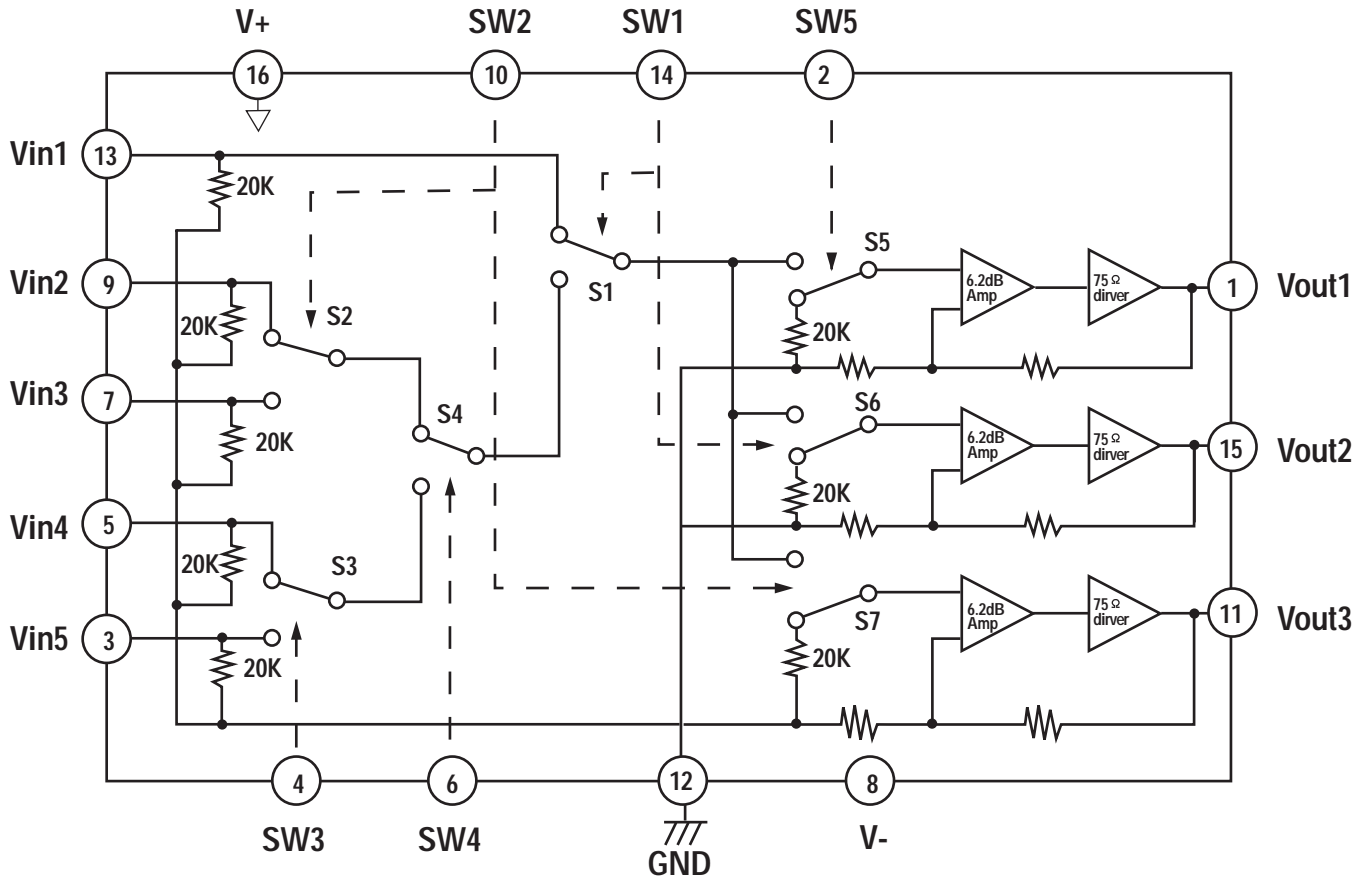 V+
SW2
SW1
SW5
16
10
14
2
Vin1
13
20K
S5
Vin2
9
S1
6.2dB
Amp
75 Ω
dirver
1
Vout1
20K
S2
20K
Vin3
7
S4
S6
20K
6.2dB
Amp
75 Ω
dirver
15
Vout2
20K
Vin4
5
20K
S3
6.2dB
Amp
75 Ω
dirver
11
Vout3
S7
Vin5
3
20K
20K
4
6
12
8
SW3
SW4
GND
V-